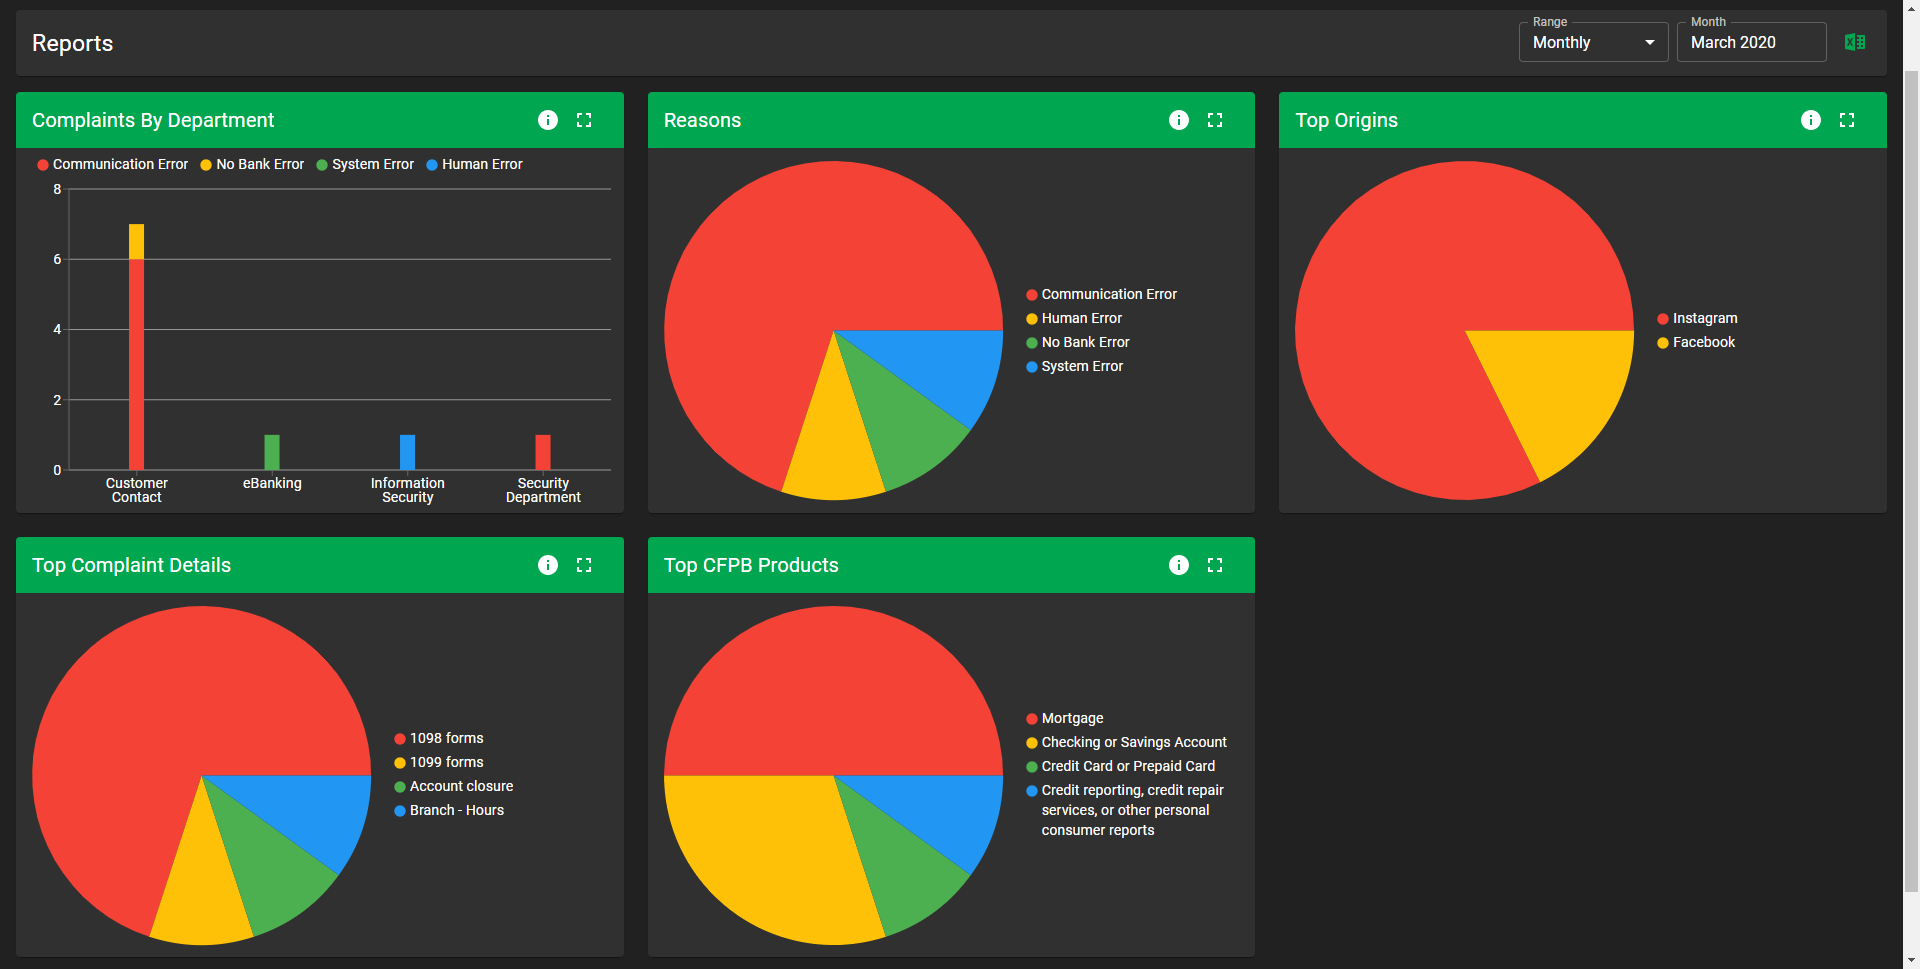 Reports
Range
Monthly
Month
March 2020
Complaints By Department
Communication Error
No Bank Error
System Error
Human Error
8
6
4
2
0
Customer
Contact
eBanking
Information
Security
Security
Department
Reasons
Communication Error
Human Error
No Bank Error
System Error
Top Origins
Instagram
Facebook
Top Complaint Details
1098 forms
1099 forms
Account closure
Branch - Hours
Top CFPB Products
Mortgage
Checking or Savings Account
Credit Card or Prepaid Card
Credit reporting, credit repair
services, or other personal
consumer reports